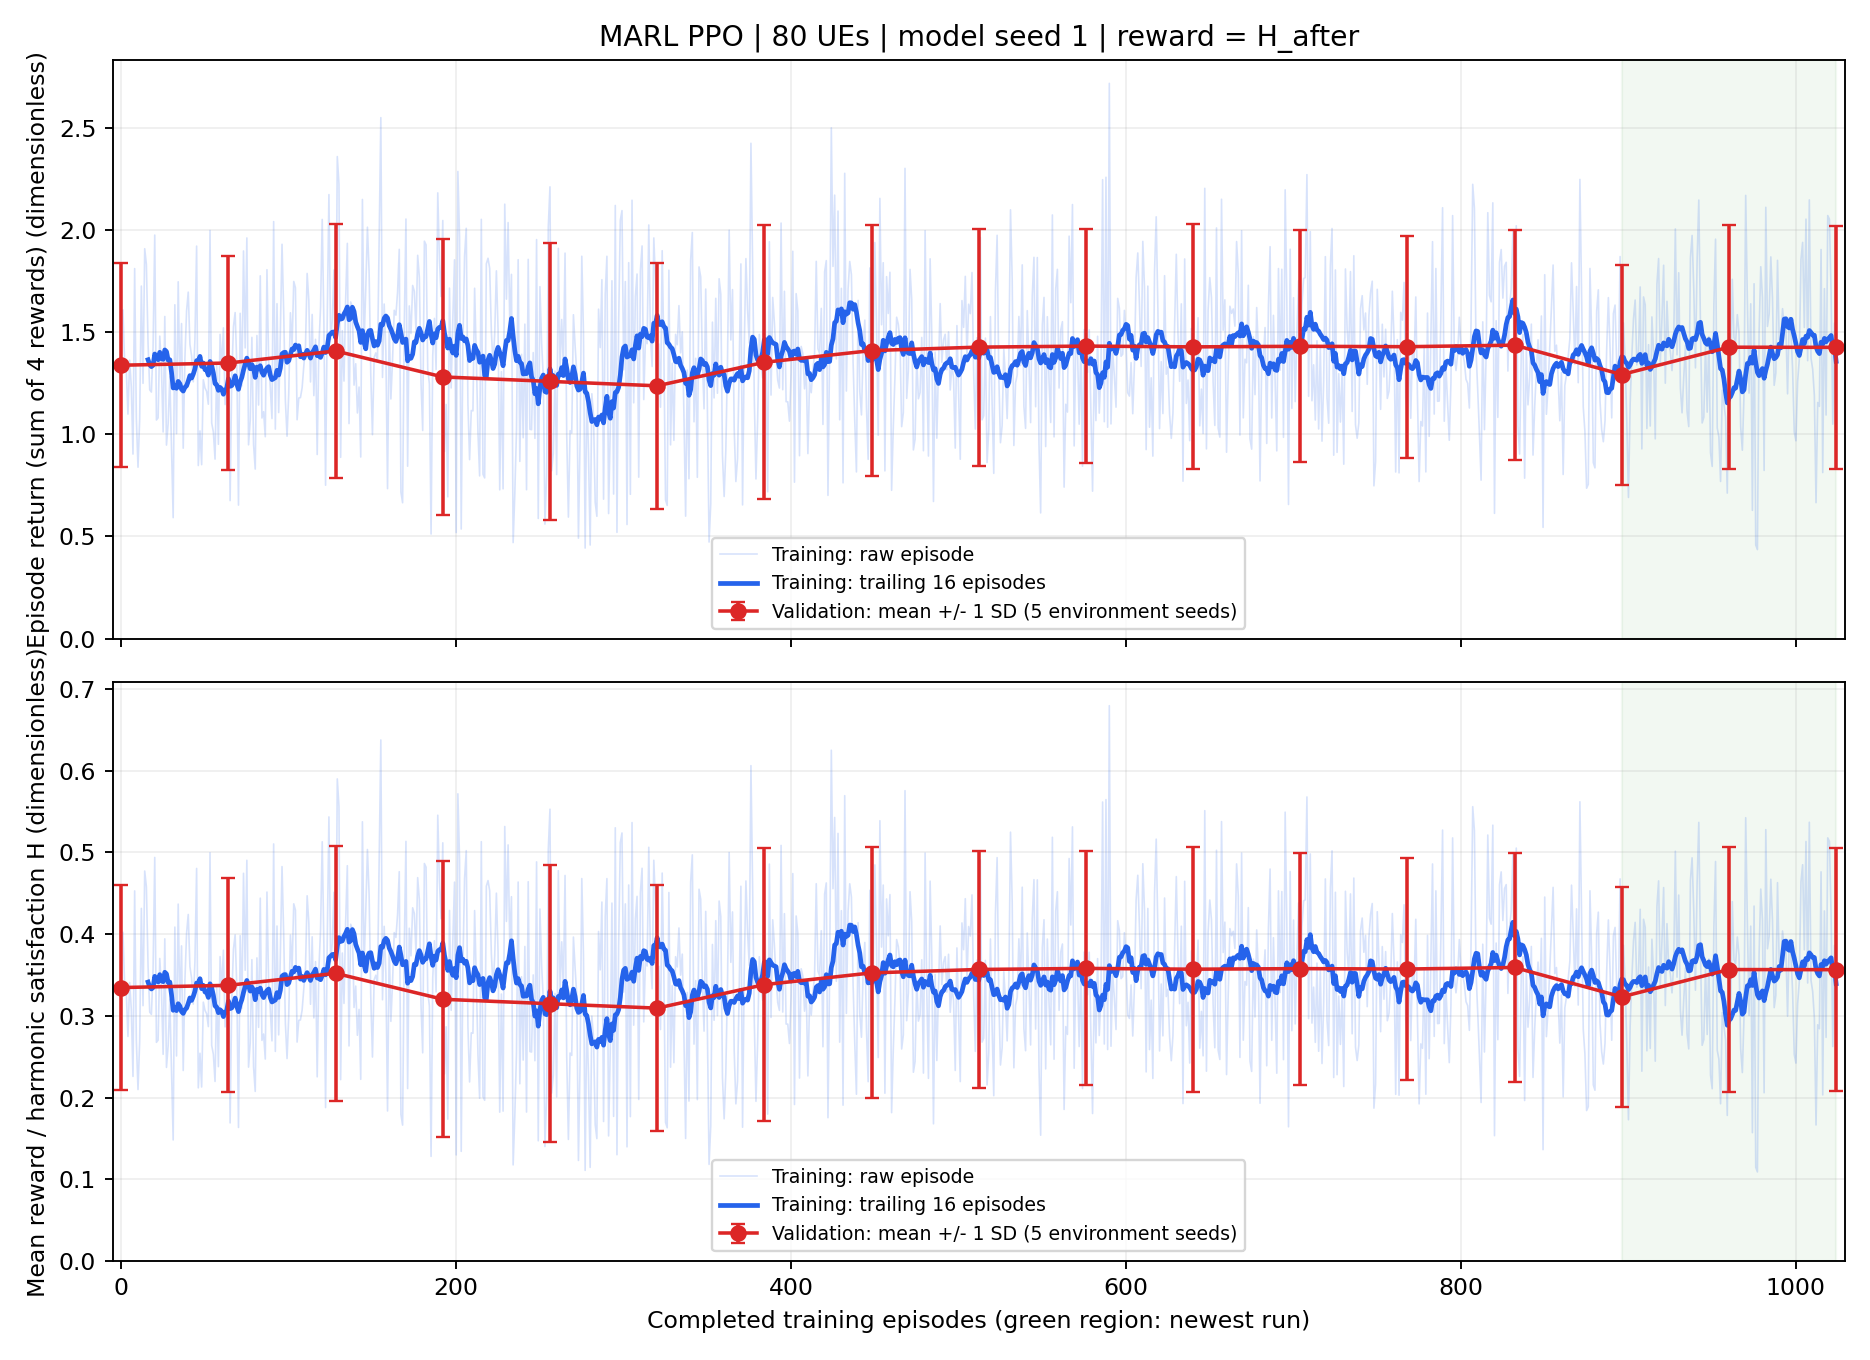 MARL PPO | 80 UEs | model seed 1 | reward = H_after
Episode return (sum of 4 rewards) (dimensionless)
2.5
2.0
1.5
1.0
0.5
0.0
Training: raw episode
Training: trailing 16 episodes
Validation: mean +/- 1 SD (5 environment seeds)
Mean reward / harmonic satisfaction H (dimensionless)
0.7
0.6
0.5
0.4
0.3
0.2
0.1
0.0
Training: raw episode
Training: trailing 16 episodes
Validation: mean +/- 1 SD (5 environment seeds)
0 200 400 600 800 1000
Completed training episodes (green region: newest run)